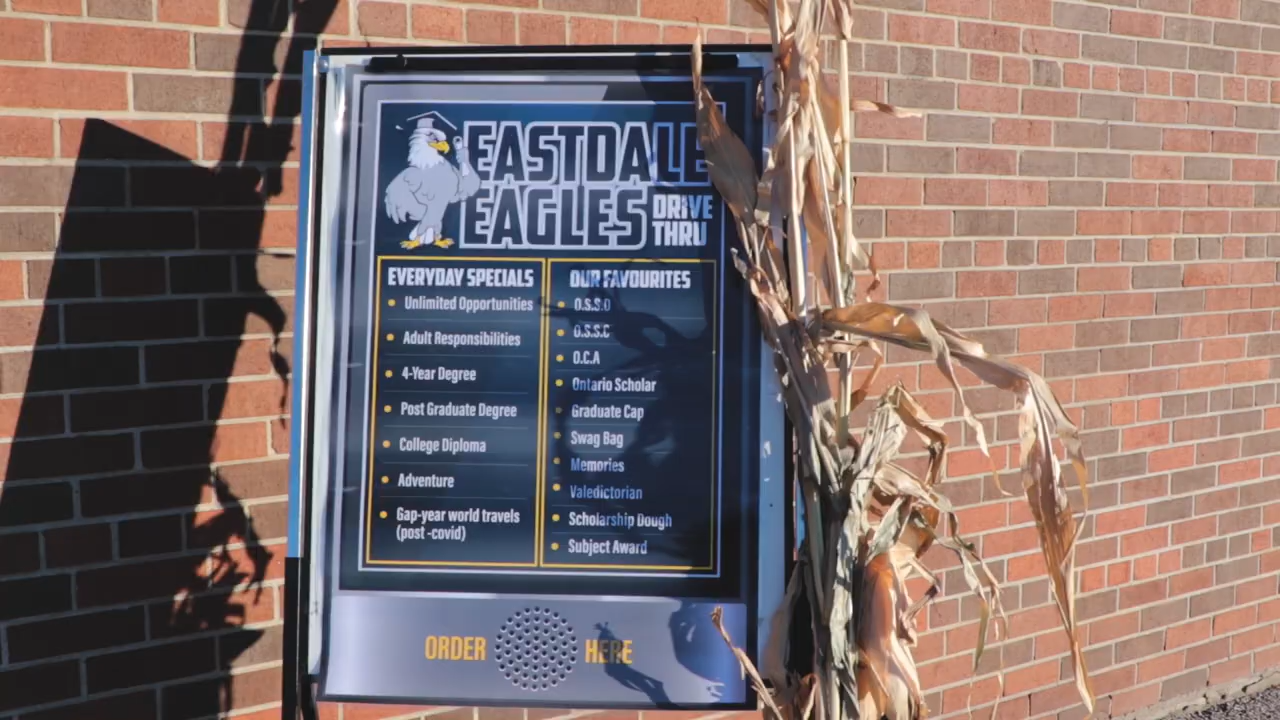 EASTDALE
EAGLES
DRIVE
THRU
EVERYDAY SPECIALS
Unlimited Opportunities
Adult Responsibilities
4-Year Degree
Post Graduate Degree
College Diploma
Adventure
Gap-year world travels
(post -covid)
OUR FAVOURITES
O.S.S.D
O.S.S.C
O.C.A
Ontario Scholar
Graduate Cap
Swag Bag
Memories
Valedictorian
Scholarship Dough
Subject Award
ORDER HERE